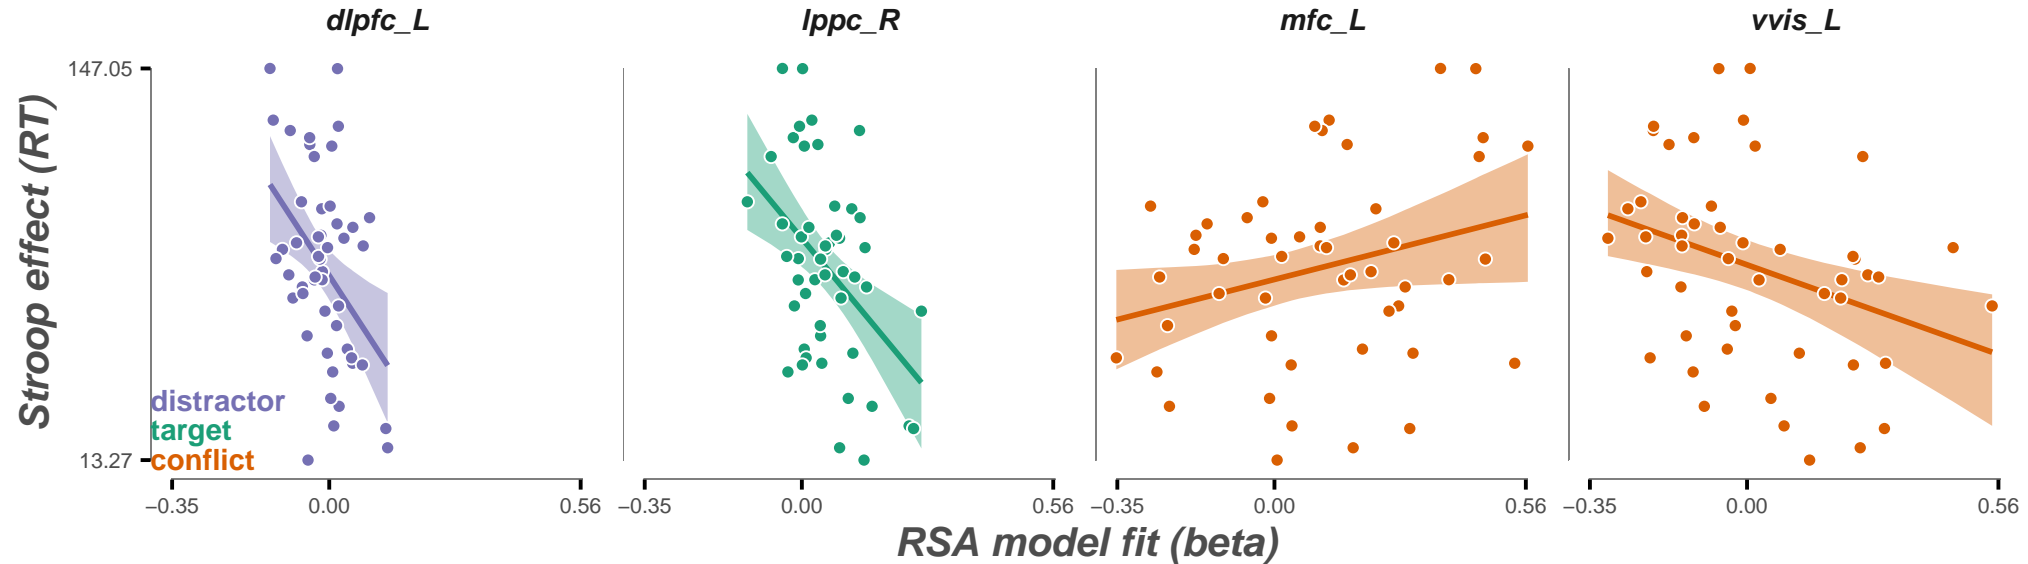 dlpfc_L
lppc_R
mfc_L
vvis_L
Stroop effect (RT)
147.05
13.27
distractor
target
conflict
−0.35 0.00 0.56
−0.35 0.00 0.56
−0.35 0.00 0.56
−0.35 0.00 0.56
RSA model fit (beta)